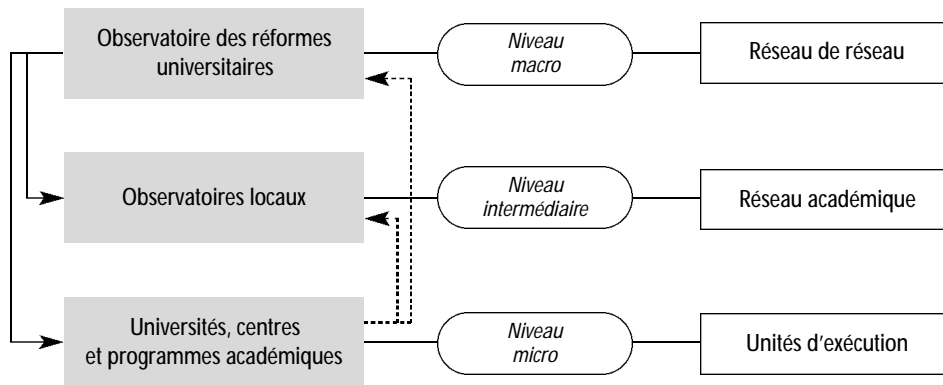 Observatoire des réformes
universitaires
Niveau
macro
Réseau de réseau
Observatoires locaux
Niveau
intermédiaire
Réseau académique
Universités, centres
et programmes académiques
Niveau
micro
Unités d'exécution